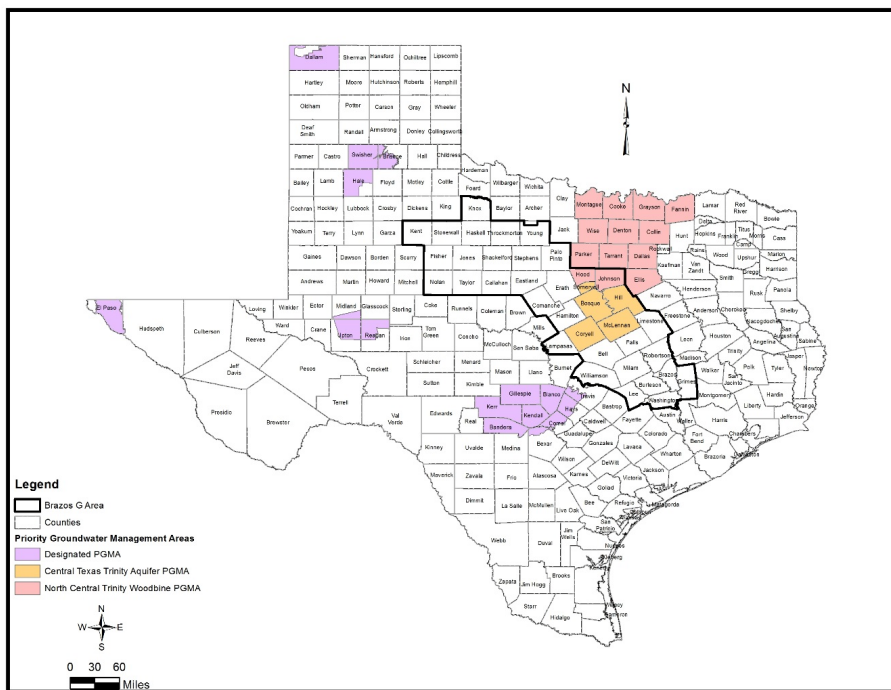 N
Dallam Sherman Hansford Ochiltree Lipscomb
Hartley Moore Hutchinson Roberts Hemphill
Oldham Potter Carson Gray Wheeler
Deaf Smith Randall Armstrong Donley Collingsworth
Parmer Castro Swisher Briscoe Hall Childress
Hardeman
Bailey Lamb Hale Floyd Motley Cottle Foard Wilbarger Wichita
Clay Montague Cooke Grayson Fannin Lamar Red River
Cochran Hockley Lubbock Crosby Dickens King Knox Baylor Archer
Bowie
Delta
Yoakum Terry Lynn Garza Kent Stonewall Haskell Throckmorton Young Jack Wise Denton Collin Hunt Hopkins Franklin Titus Morris Cass
Camp
Rockwall
Gaines Dawson Borden Scurry Fisher Jones Shackelford Stephens Palo Pinto Parker Tarrant Dallas Kaufman Rains Wood Upshur Marion
Van Zandt Gregg Harrison
Andrews Martin Howard Mitchell Nolan Taylor Callahan Eastland Erath Hood Johnson Ellis Smith
Somervell Henderson Rusk Panola
El Paso Hudspeth Culberson Loving Winkler Ector Midland Glasscock Sterling Coke Runnels Coleman Brown Comanche Bosque Hill Navarro Anderson Cherokee Shelby
Hamilton Freestone Nacogdoches
Ward Crane Upton Reagan Irion Tom Green Concho McCulloch Mills Coryell McLennan Limestone Leon Houston San Augustine
Angelina Sabine
Reeves San Saba Lampasas Falls Robertson Madison Trinity
Jeff Davis Pecos Crockett Schleicher Menard Mason Llano Burnet Bell Milam Brazos Grimes Walker Polk Tyler Jasper Newton
San Jacinto
Sutton Kimble Williamson Burleson
Presidio Brewster Terrell Val Verde Edwards Gillespie Blanco Travis Lee Washington Montgomery Liberty Hardin Orange
Kerr Kendall Hays Bastrop Austin Waller Harris Jefferson
Real Bandera Comal Caldwell Fayette Chambers
Kinney Uvalde Medina Bexar Guadalupe Gonzales Colorado Fort Bend
Lavaca Wharton Brazoria
Wilson DeWitt
Maverick Zavala Frio Atascosa Karnes Jackson
Victoria
Goliad
Dimmit La Salle McMullen Live Oak Bee Refugio Matagorda
San Patricio
Webb Duval Jim Wells Nueces
Kleberg
Kenedy
Zapata Jim Hogg Brooks
Willacy
Starr Hidalgo Cameron
Legend
Brazos G Area
Counties
Priority Groundwater Management Areas
Designated PGMA
Central Texas Trinity Aquifer PGMA
North Central Trinity Woodbine PGMA
N
W E
S
0 30 60
Miles